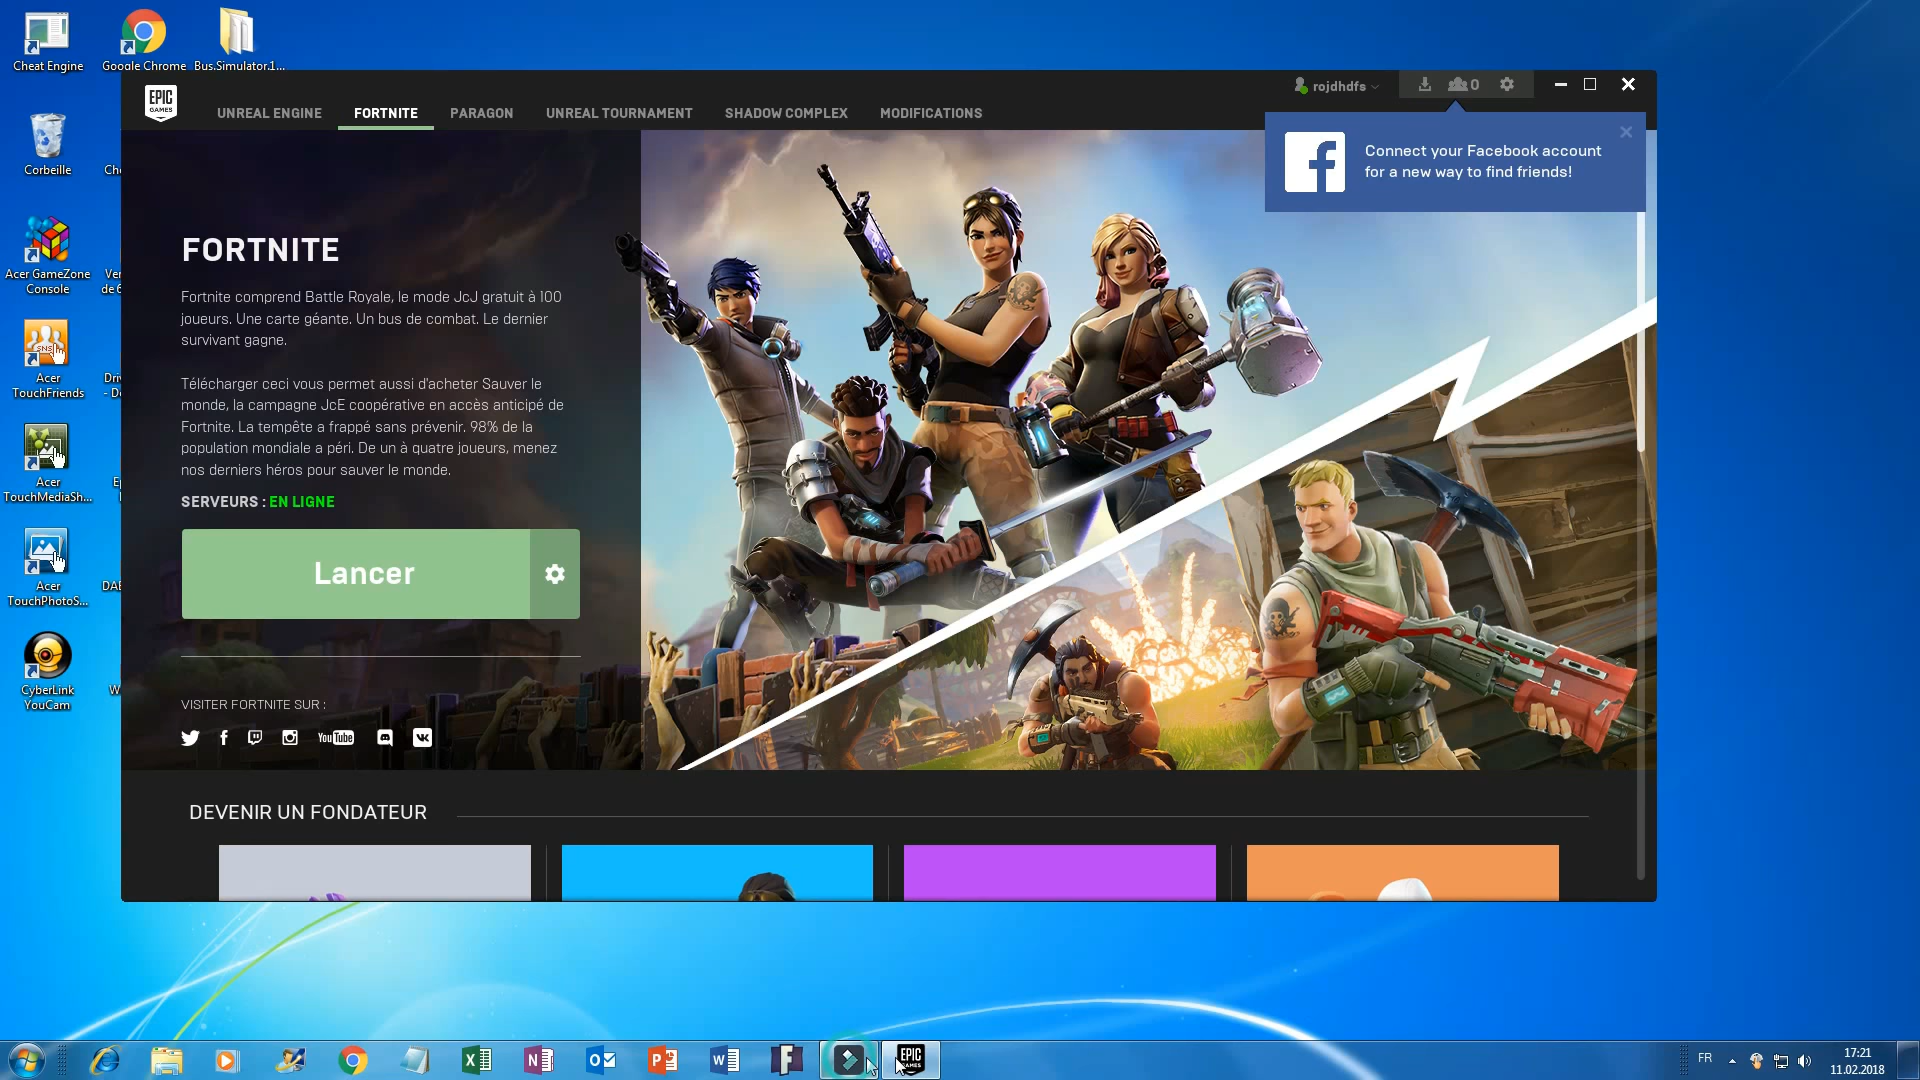 Cheat Engine
Google Chrome
Bus.Simulator.1...
Corbeille
Acer GameZone
Console
Acer
TouchFriends
SNS
Acer
TouchMediaSh...
Acer
TouchPhotoS...
CyberLink
YouCam
EPIC
GAMES
UNREAL ENGINE
FORTNITE
PARAGON
UNREAL TOURNAMENT
SHADOW COMPLEX
MODIFICATIONS
rojdhdfs
0
Connect your Facebook account
for a new way to find friends!
FORTNITE
Fortnite comprend Battle Royale, le mode JcJ gratuit à 100
joueurs. Une carte géante. Un bus de combat. Le dernier
survivant gagne.
Télécharger ceci vous permet aussi d'acheter Sauver le
monde, la campagne JcE coopérative en accès anticipé de
Fortnite. La tempête a frappé sans prévenir. 98% de la
population mondiale a péri. De un à quatre joueurs, menez
nos derniers héros pour sauver le monde.
SERVEURS : EN LIGNE
Lancer
VISITER FORTNITE SUR :
YouTube
DEVENIR UN FONDATEUR
EPIC
GAMES
FR
17:21
11.02.2018